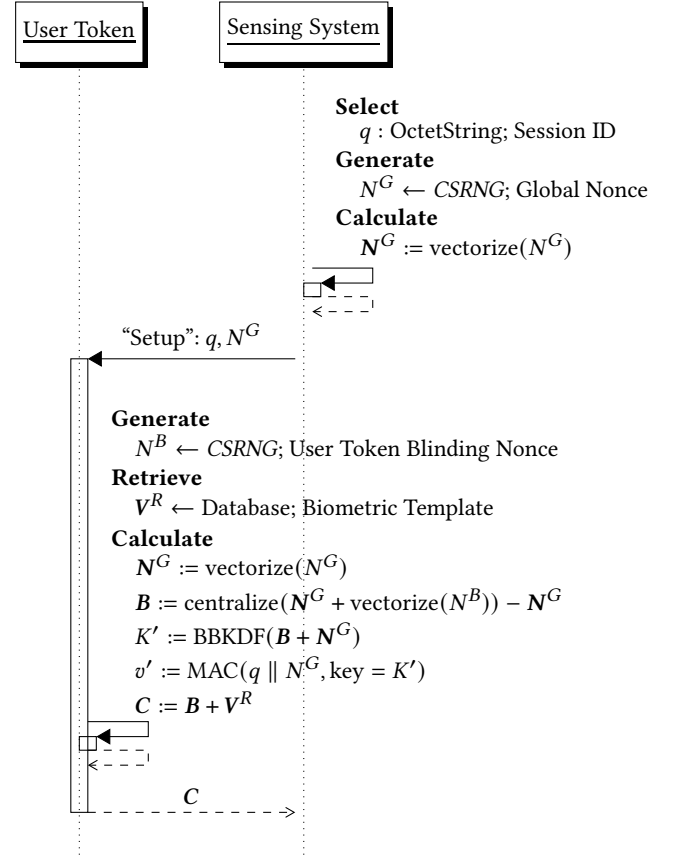 User Token
Sensing System
Select
q : OctetString; Session ID
Generate
N^G ← CSRNG; Global Nonce
Calculate
N^G := vectorize(N^G)
“Setup”: q, N^G
Generate
N^B ← CSRNG; User Token Blinding Nonce
Retrieve
V^R ← Database; Biometric Template
Calculate
N^G := vectorize(N^G)
B := centralize(N^G + vectorize(N^B)) − N^G
K′ := BBKDF(B + N^G)
v′ := MAC(q ∥ N^G, key = K′)
C := B + V^R
C